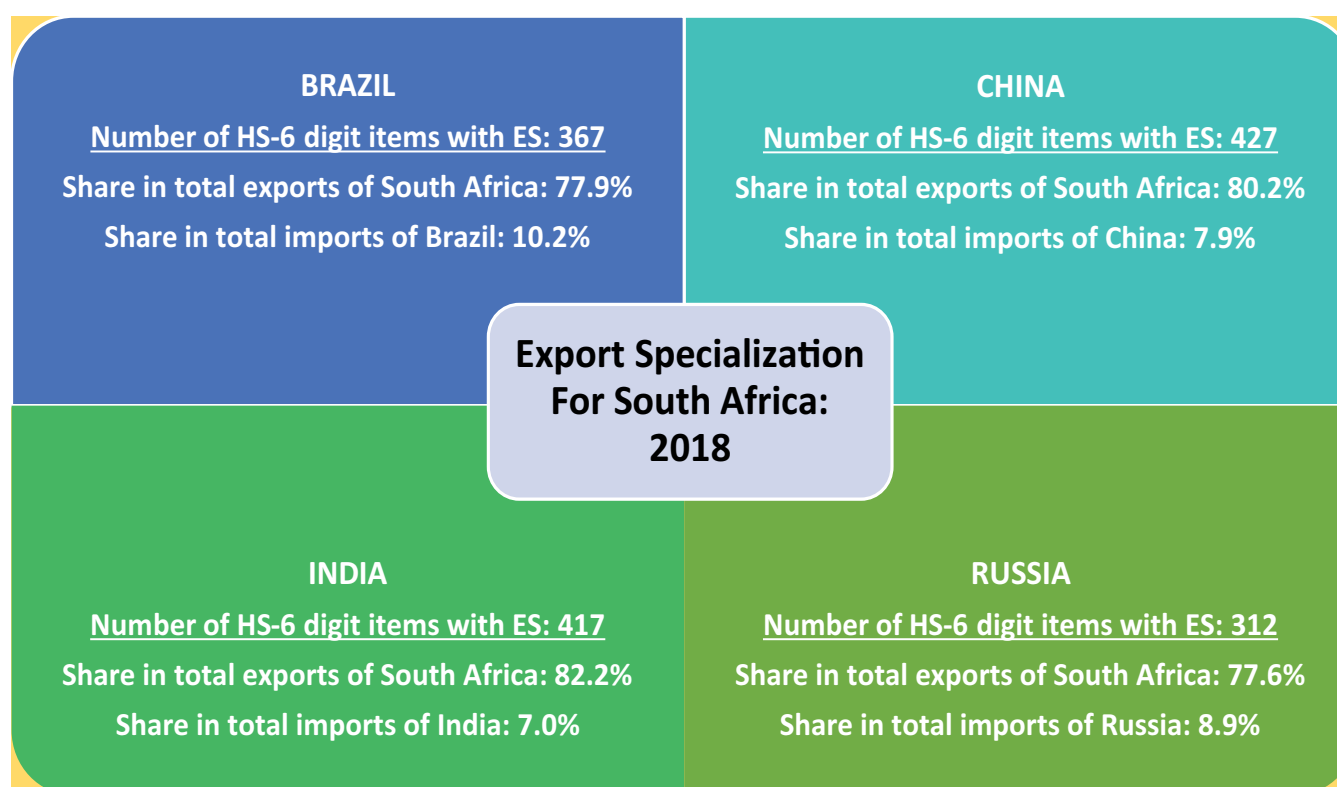 BRAZIL
Number of HS-6 digit items with ES: 367
Share in total exports of South Africa: 77.9%
Share in total imports of Brazil: 10.2%
CHINA
Number of HS-6 digit items with ES: 427
Share in total exports of South Africa: 80.2%
Share in total imports of China: 7.9%
Export Specialization
For South Africa:
2018
INDIA
Number of HS-6 digit items with ES: 417
Share in total exports of South Africa: 82.2%
Share in total imports of India: 7.0%
RUSSIA
Number of HS-6 digit items with ES: 312
Share in total exports of South Africa: 77.6%
Share in total imports of Russia: 8.9%